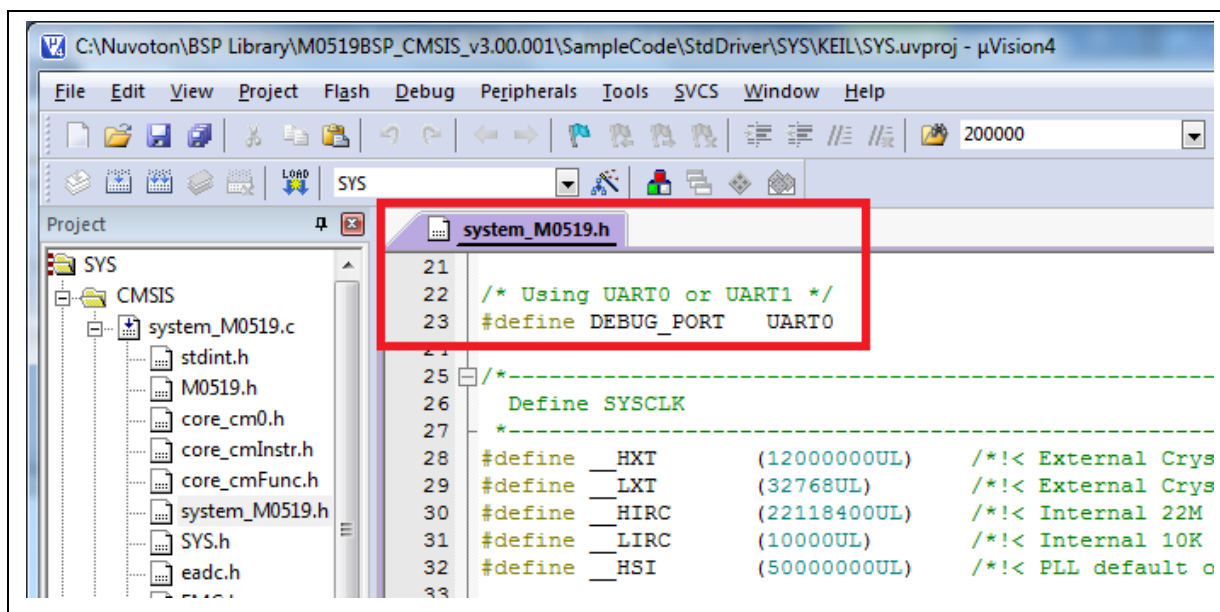 C:\Nuvoton\BSP Library\M0519BSP_CMSIS_v3.00.001\SampleCode\StdDriver\SYS\KEIL\SYS.uvproj - µVision4
File Edit View Project Flash Debug Peripherals Tools SVCS Window Help
200000
LOAD SYS
Project
system_M0519.h
SYS
CMSIS
system_M0519.c
stdint.h
M0519.h
core_cm0.h
core_cmInstr.h
core_cmFunc.h
system_M0519.h
SYS.h
eadc.h
21
22 /* Using UART0 or UART1 */
23 #define DEBUG_PORT UART0
24
25 /*----------------------------------------------------
26 Define SYSCLK
27 *----------------------------------------------------
28 #define __HXT (12000000UL) /*!< External Crys
29 #define __LXT (32768UL) /*!< External Crys
30 #define __HIRC (22118400UL) /*!< Internal 22M
31 #define __LIRC (10000UL) /*!< Internal 10K
32 #define __HSI (50000000UL) /*!< PLL default o
33